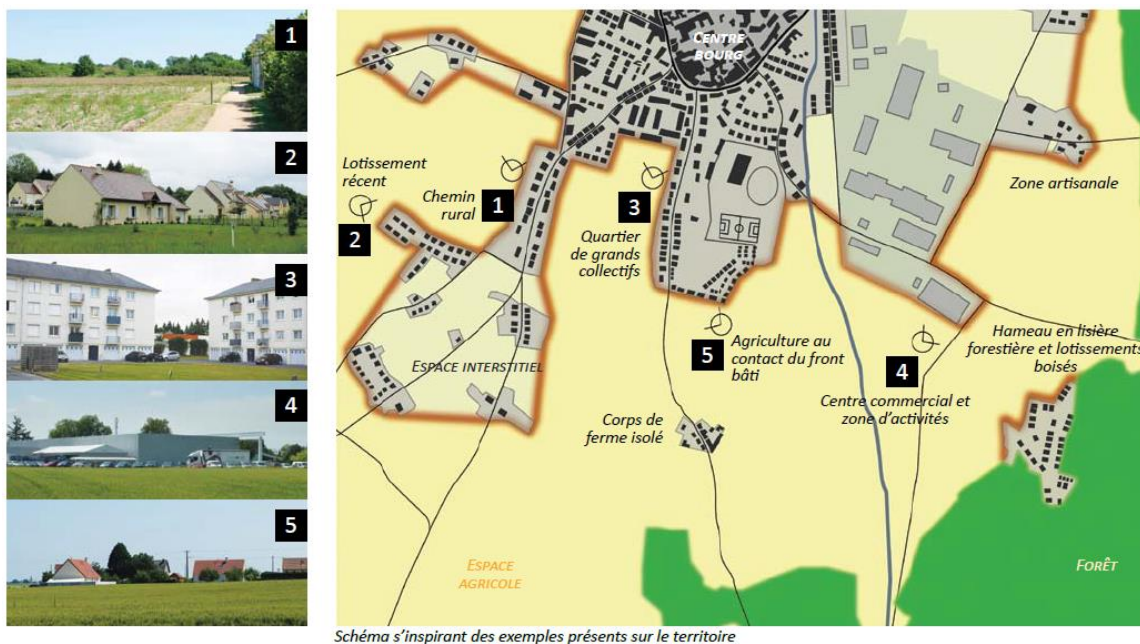 1
2
3
4
5
CENTRE
BOURG
Lotissement
récent
2
Chemin
rural
1
3
Quartier
de grands
collectifs
Zone artisanale
ESPACE INTERSTITIEL
5
Agriculture au
contact du front
bâti
4
Centre commercial et
zone d'activités
Hameau en lisière
forestière et lotissements
boisés
Corps de
ferme isolé
ESPACE
AGRICOLE
FORÊT
Schéma s'inspirant des exemples présents sur le territoire